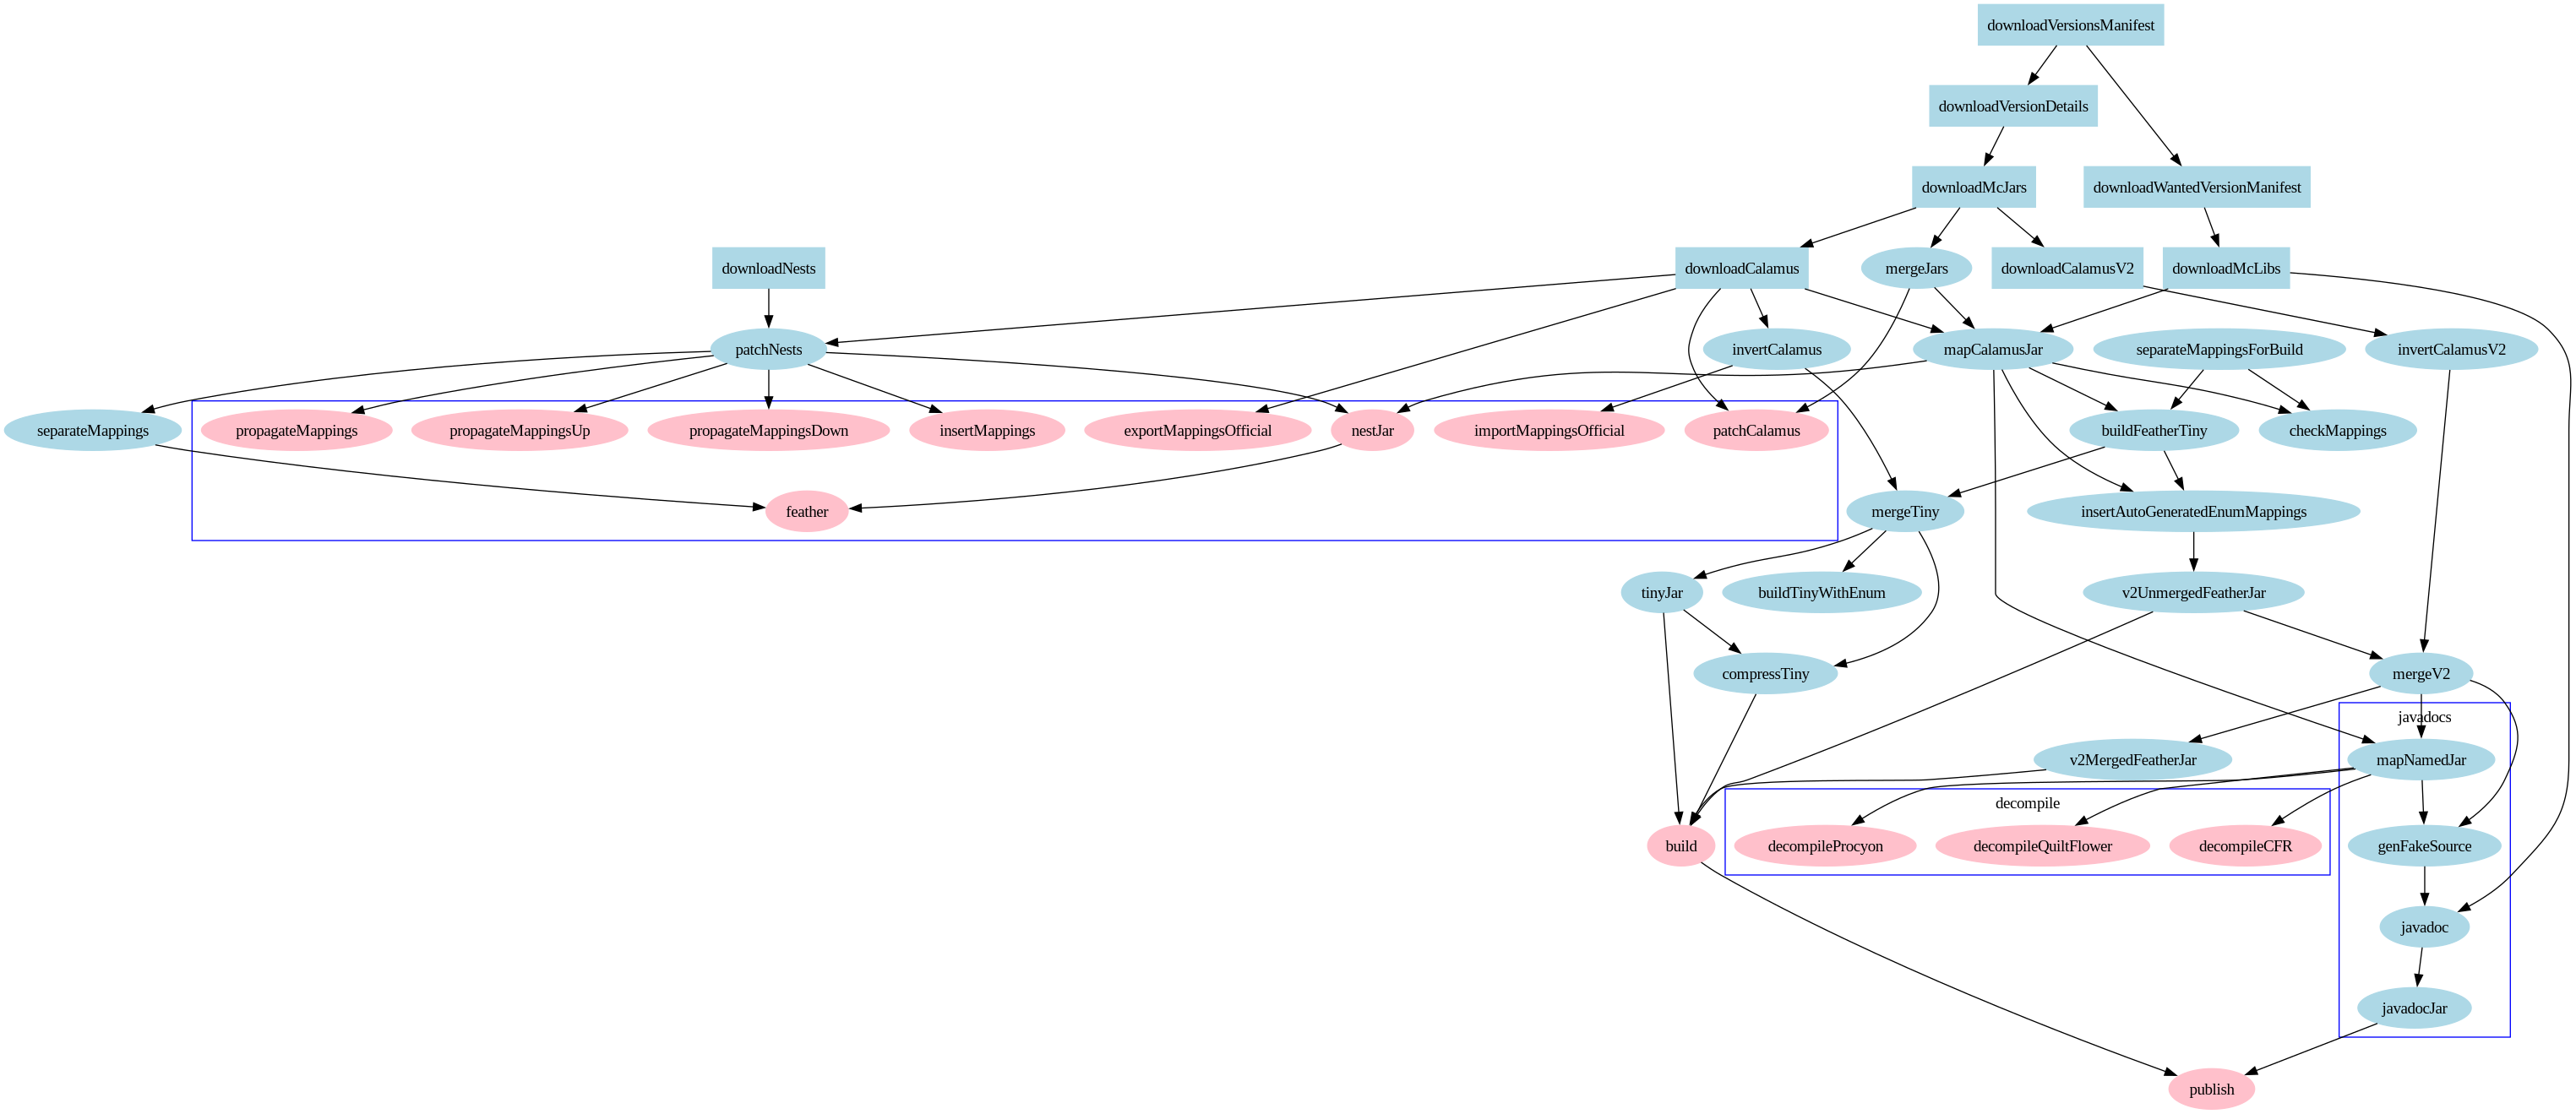 downloadVersionsManifest
downloadVersionDetails
downloadMcJars
downloadWantedVersionManifest
downloadNests
downloadCalamus
mergeJars
downloadCalamusV2
downloadMcLibs
patchNests
invertCalamus
mapCalamusJar
separateMappingsForBuild
invertCalamusV2
separateMappings
propagateMappings
propagateMappingsUp
propagateMappingsDown
insertMappings
exportMappingsOfficial
nestJar
importMappingsOfficial
patchCalamus
buildFeatherTiny
checkMappings
feather
mergeTiny
insertAutoGeneratedEnumMappings
tinyJar
buildTinyWithEnum
v2UnmergedFeatherJar
compressTiny
mergeV2
javadocs
v2MergedFeatherJar
mapNamedJar
decompile
build
decompileProcyon
decompileQuiltFlower
decompileCFR
genFakeSource
javadoc
javadocJar
publish